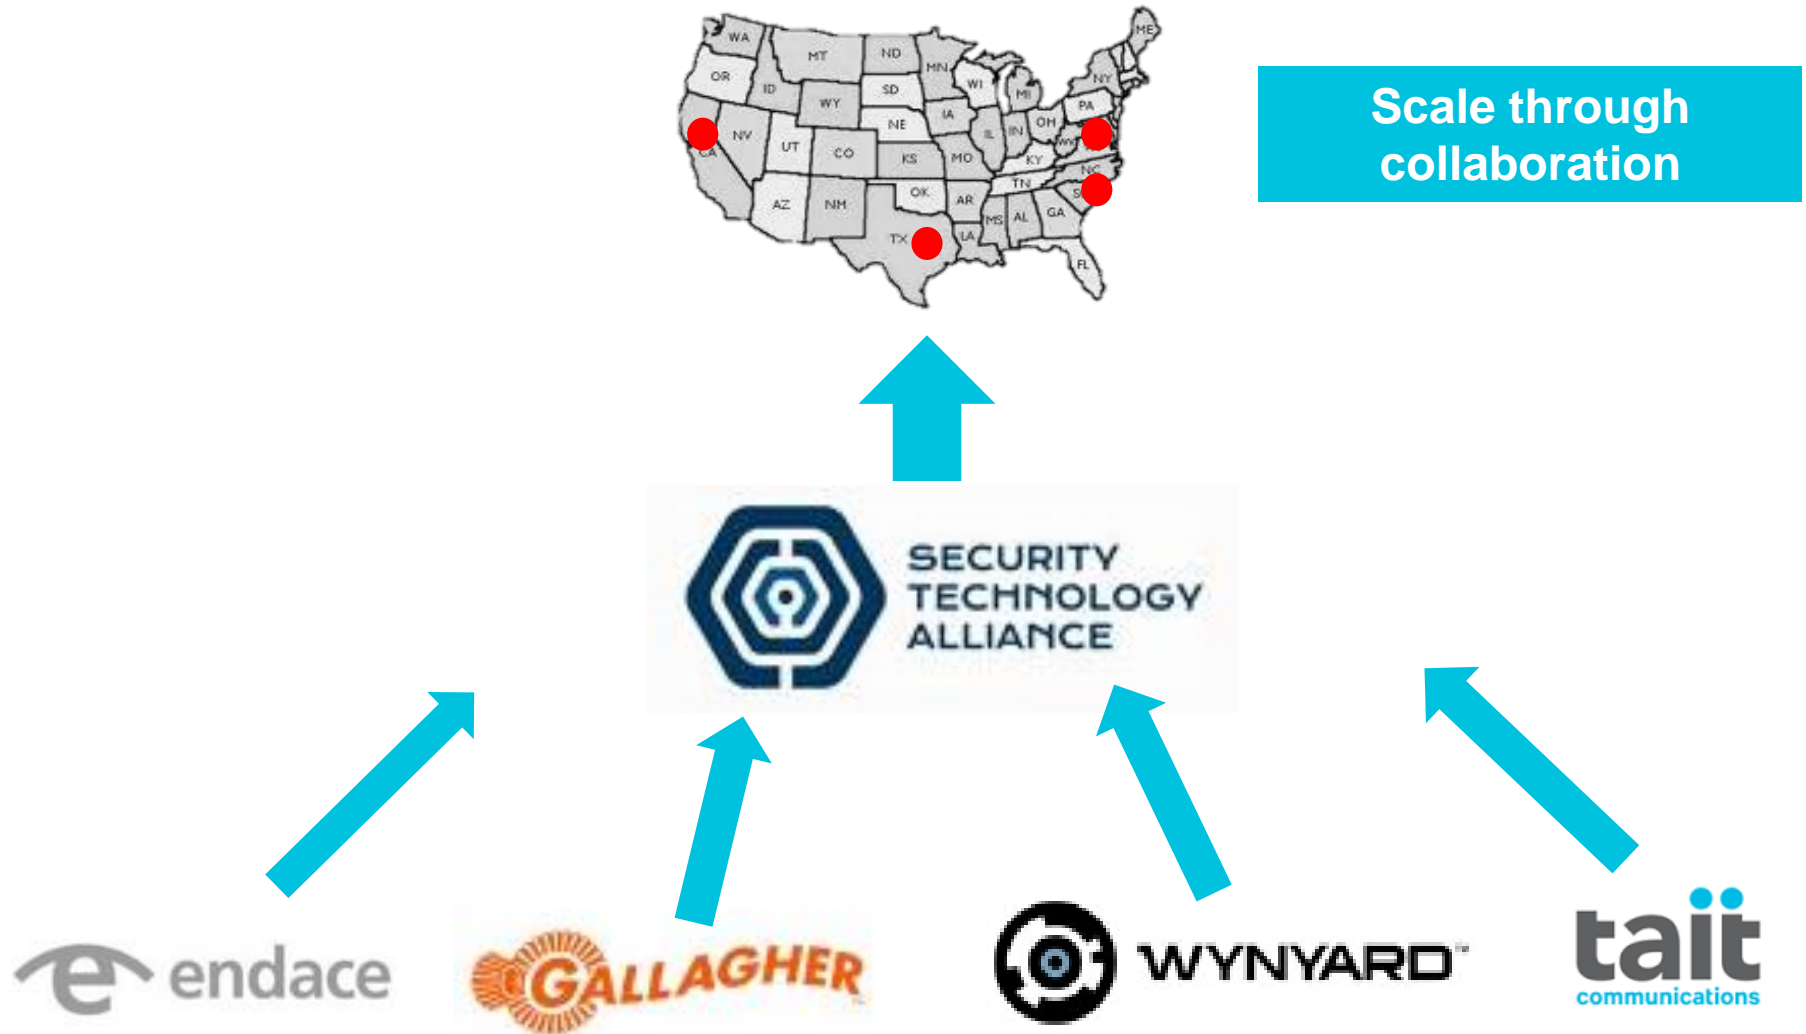 ME
WA
MT
ND
MN
OR
ID
SD
WI
MI
NY
WY
PA
IA
NE
NV
IL
IN
OH
UT
CO
WV
CA
KS
MO
KY
NC
TN
OK
AZ
NM
AR
S
MS
AL
GA
TX
LA
FL
Scale through
collaboration
SECURITY
TECHNOLOGY
ALLIANCE
endace
GALLAGHER
WYNYARD
tait
communications